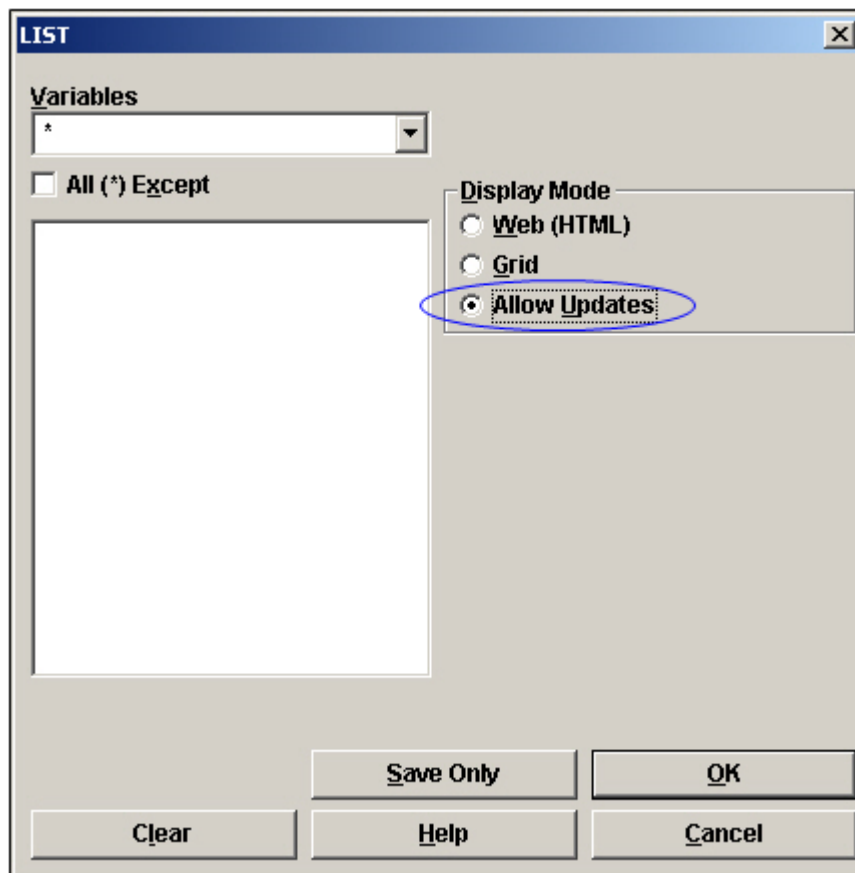 LIST
Variables
*
All (*) Except
Display Mode
Web (HTML)
Grid
Allow Updates
Save Only
OK
Clear
Help
Cancel